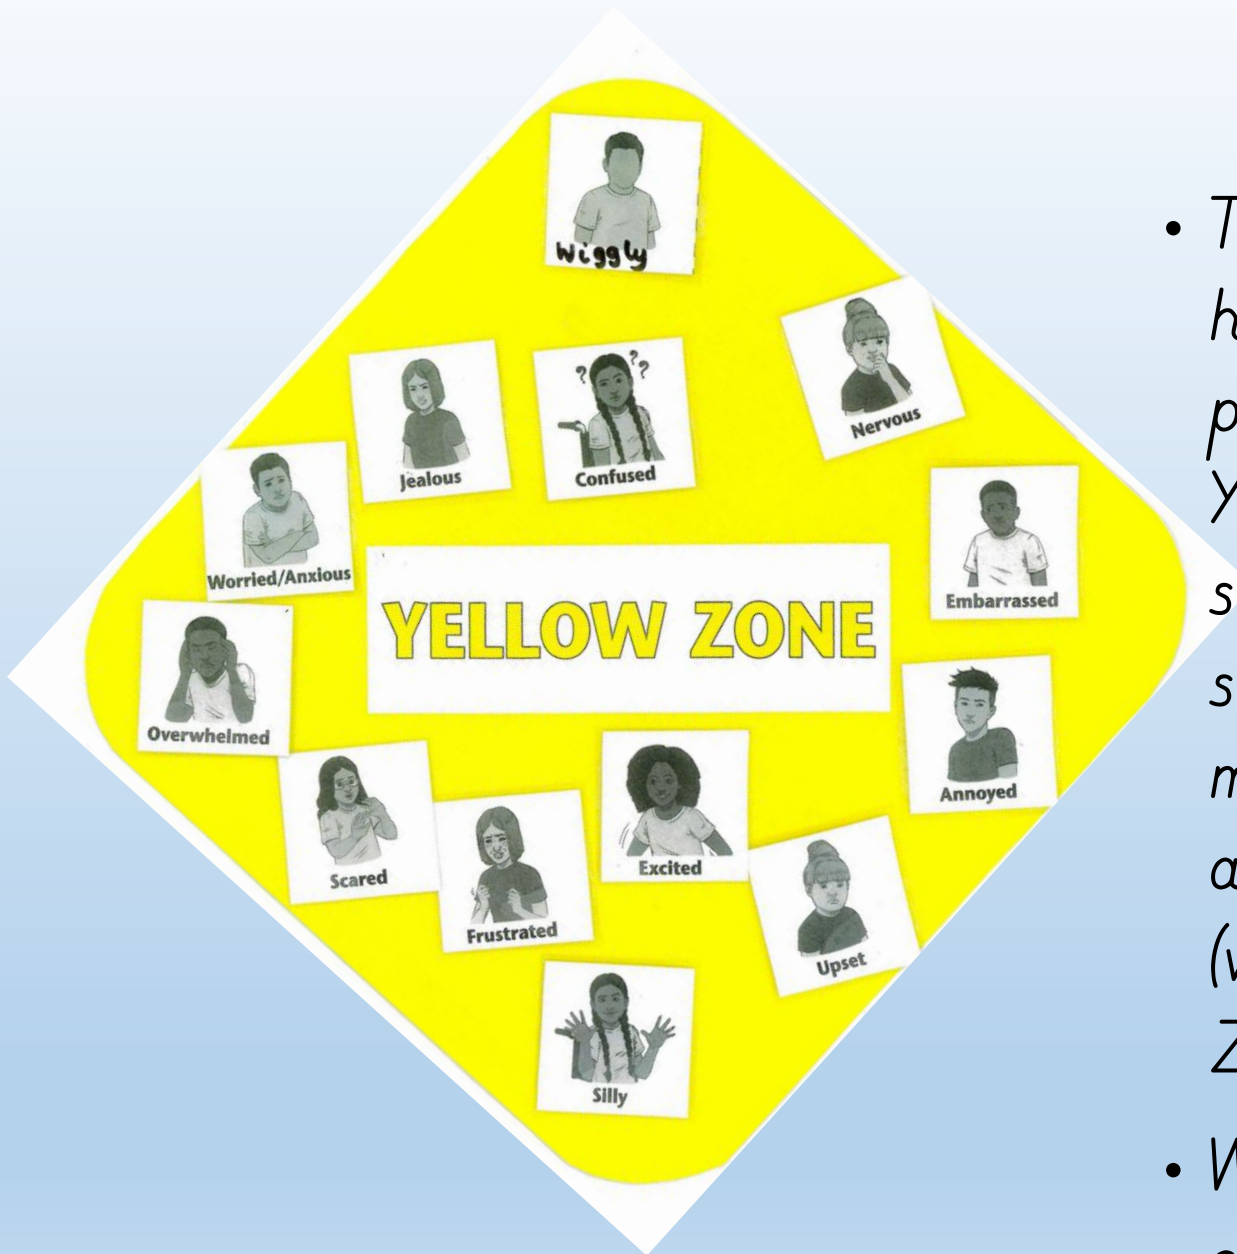 Wiggly
Nervous
Jealous
? ? ?
Confused
Worried/Anxious
Embarrassed
YELLOW ZONE
Overwhelmed
Annoyed
Scared
Excited
Frustrated
Upset
Silly